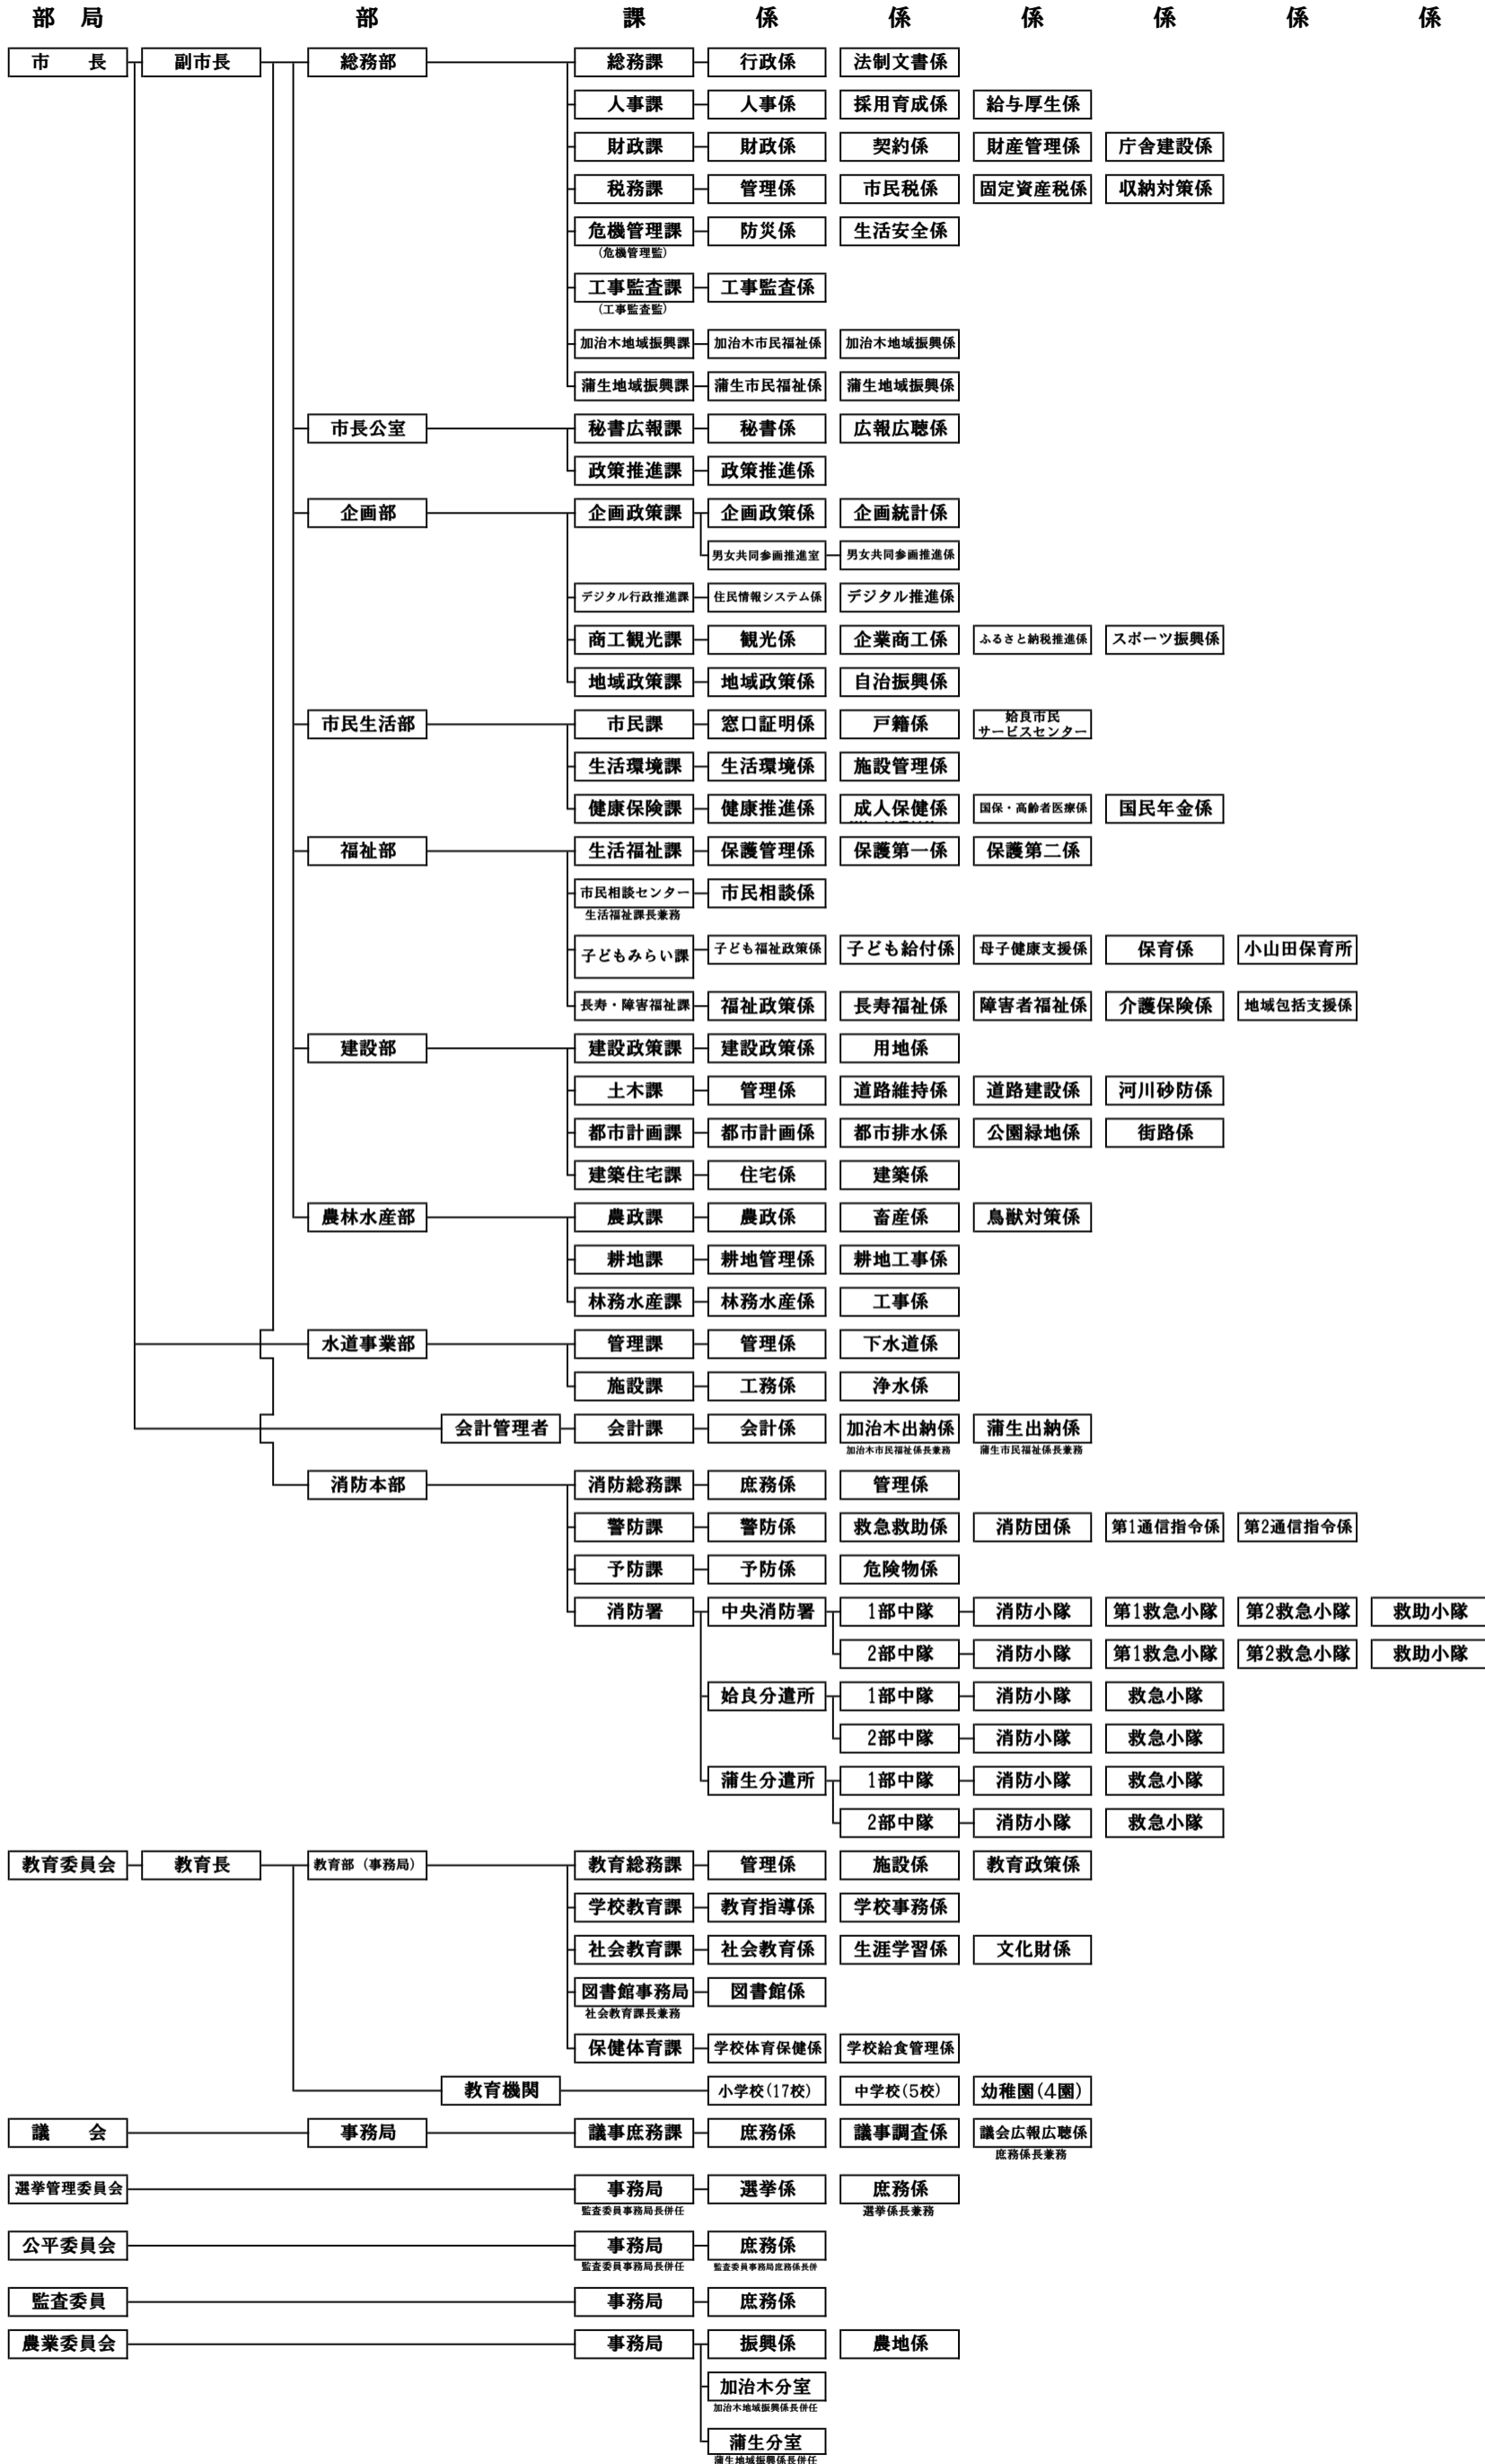 部 局 部 課 係 係 係 係 係 係
市 長 副市長 総務部 総務課 行政係 法制文書係
人事課 人事係 採用育成係 給与厚生係
財政課 財政係 契約係 財産管理係 庁舎建設係
税務課 管理係 市民税係 固定資産税係 収納対策係
危機管理課 防災係 生活安全係
(危機管理監)
工事監査課 工事監査係
(工事監査監)
加治木地域振興課 加治木市民福祉係 加治木地域振興係
蒲生地域振興課 蒲生市民福祉係 蒲生地域振興係
市長公室 秘書広報課 秘書係 広報広聴係
政策推進課 政策推進係
企画部 企画政策課 企画政策係 企画統計係
男女共同参画推進室 男女共同参画推進係
デジタル行政推進課 住民情報システム係 デジタル推進係
商工観光課 観光係 企業商工係 ふるさと納税推進係 スポーツ振興係
地域政策課 地域政策係 自治振興係
市民生活部 市民課 窓口証明係 戸籍係 姶良市民
サービスセンター
生活環境課 生活環境係 施設管理係
健康保険課 健康推進係 成人保健係 国保・高齢者医療係 国民年金係
福祉部 生活福祉課 保護管理係 保護第一係 保護第二係
市民相談センター 市民相談係
生活福祉課長兼務
子どもみらい課 子ども福祉政策係 子ども給付係 母子健康支援係 保育係 小山田保育所
長寿・障害福祉課 福祉政策係 長寿福祉係 障害者福祉係 介護保険係 地域包括支援係
建設部 建設政策課 建設政策係 用地係
土木課 管理係 道路維持係 道路建設係 河川砂防係
都市計画課 都市計画係 都市排水係 公園緑地係 街路係
建築住宅課 住宅係 建築係
農林水産部 農政課 農政係 畜産係 鳥獣対策係
耕地課 耕地管理係 耕地工事係
林務水産課 林務水産係 工事係
水道事業部 管理課 管理係 下水道係
施設課 工務係 浄水係
会計管理者 会計課 会計係 加治木出納係 蒲生出納係
加治木市民福祉係長兼務 蒲生市民福祉係長兼務
消防本部 消防総務課 庶務係 管理係
警防課 警防係 救急救助係 消防団係 第1通信指令係 第2通信指令係
予防課 予防係 危険物係
消防署 中央消防署 1部中隊 消防小隊 第1救急小隊 第2救急小隊 救助小隊
2部中隊 消防小隊 第1救急小隊 第2救急小隊 救助小隊
姶良分遣所 1部中隊 消防小隊 救急小隊
2部中隊 消防小隊 救急小隊
蒲生分遣所 1部中隊 消防小隊 救急小隊
2部中隊 消防小隊 救急小隊
教育委員会 教育長 教育部（事務局） 教育総務課 管理係 施設係 教育政策係
学校教育課 教育指導係 学校事務係
社会教育課 社会教育係 生涯学習係 文化財係
図書館事務局 図書館係
社会教育課長兼務
保健体育課 学校体育保健係 学校給食管理係
教育機関 小学校(17校) 中学校(5校) 幼稚園(4園)
議 会 事務局 議事庶務課 庶務係 議事調査係 議会広報広聴係
庶務係長兼務
選挙管理委員会 事務局 選挙係 庶務係
監査委員事務局長併任 選挙係長兼務
公平委員会 事務局 庶務係
監査委員事務局長併任 監査委員事務局庶務係長併
監査委員 事務局 庶務係
農業委員会 事務局 振興係 農地係
加治木分室
加治木地域振興係長併任
蒲生分室
蒲生地域振興係長併任